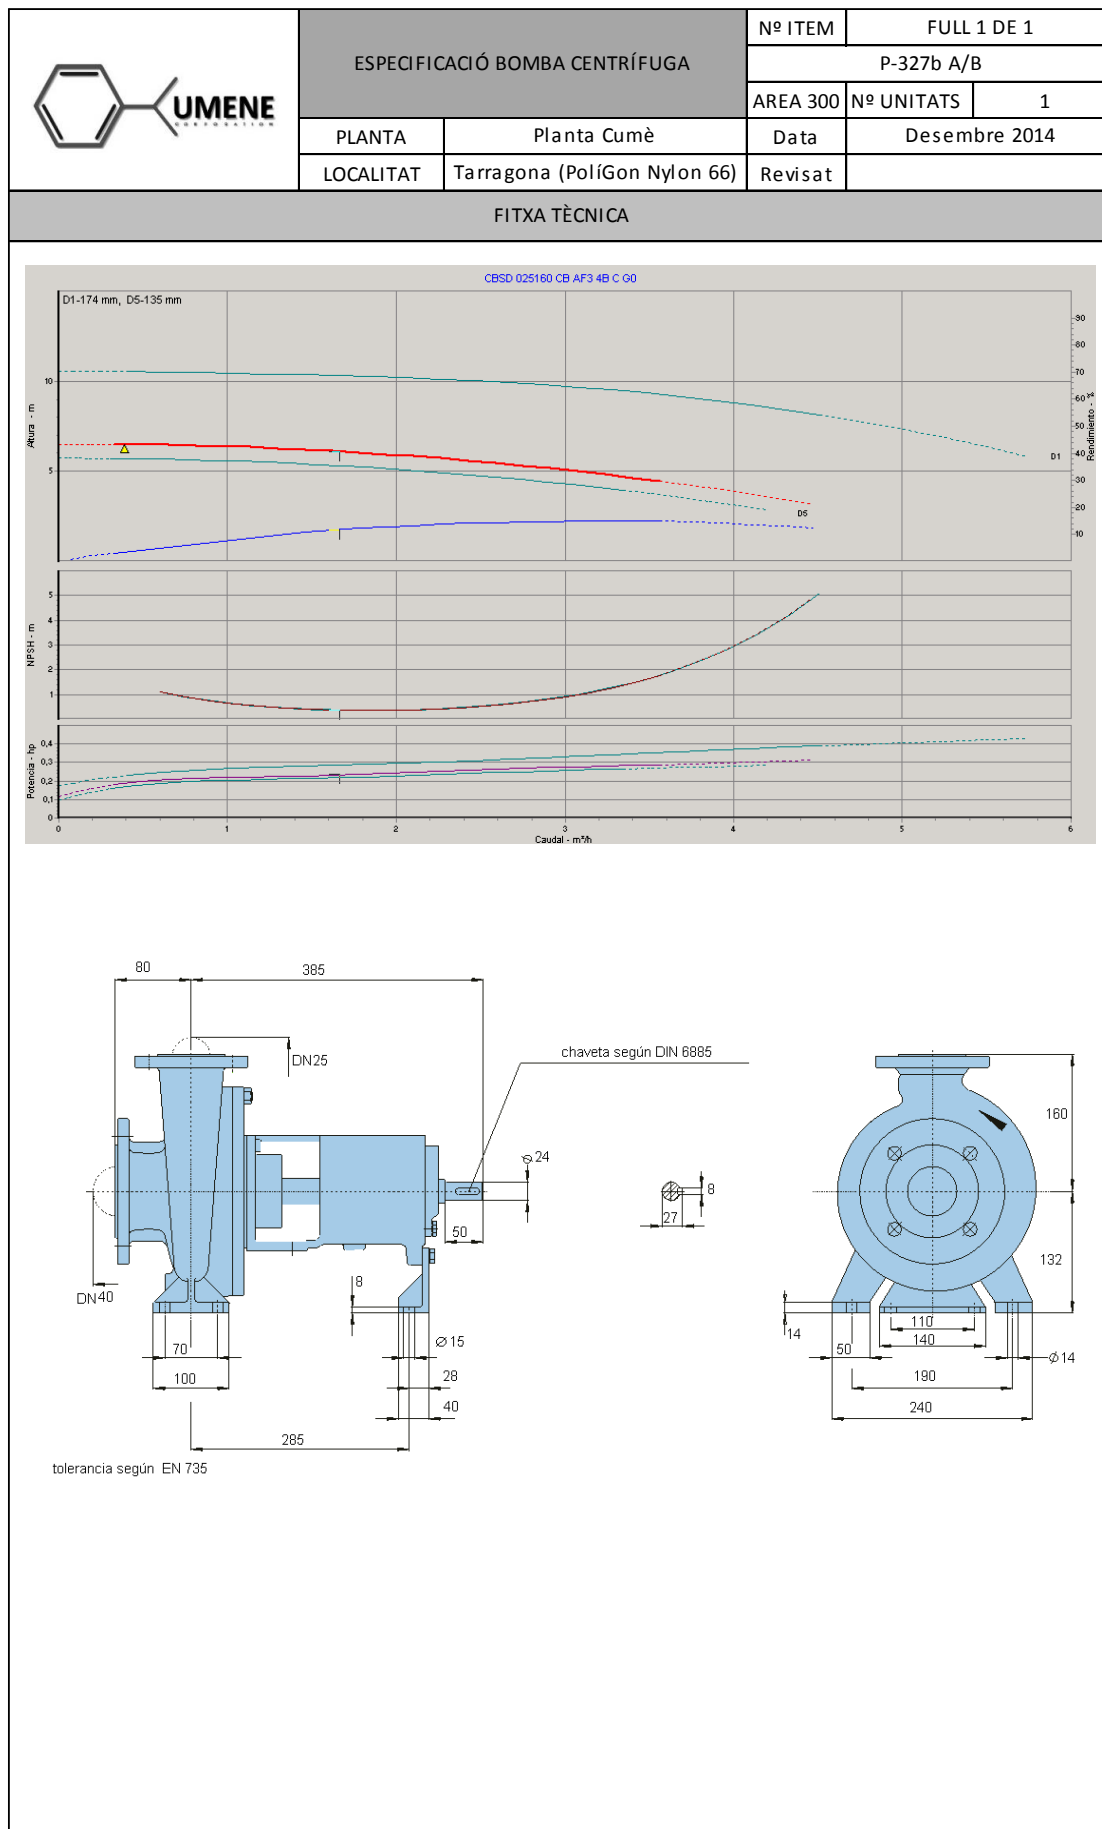 UMENE
CORPORATION
ESPECIFICACIÓ BOMBA CENTRÍFUGA
Nº ITEM
FULL 1 DE 1
P-327b A/B
AREA 300
Nº UNITATS
1
PLANTA
Planta Cumè
Data
Desembre 2014
LOCALITAT
Tarragona (PolíGon Nylon 66)
Revisat
FITXA TÈCNICA
CBSD 025160 CB AF3 4B C G0
D1-174 mm, D5-135 mm
Altura - m
10
5
90
80
70
60
50
40
30
20
10
Rendimiento - %
D1
D5
NPSH - m
5
4
3
2
1
Potencia - hp
0,4
0,3
0,2
0,1
0
0
1
2
3
4
5
6
Caudal - m³/h
80
385
DN25
chaveta según DIN 6885
ø 24
50
8
27
DN40
8
70
100
Ø 15
28
40
285
160
132
14
50
110
140
Ø 14
190
240
tolerancia según EN 735